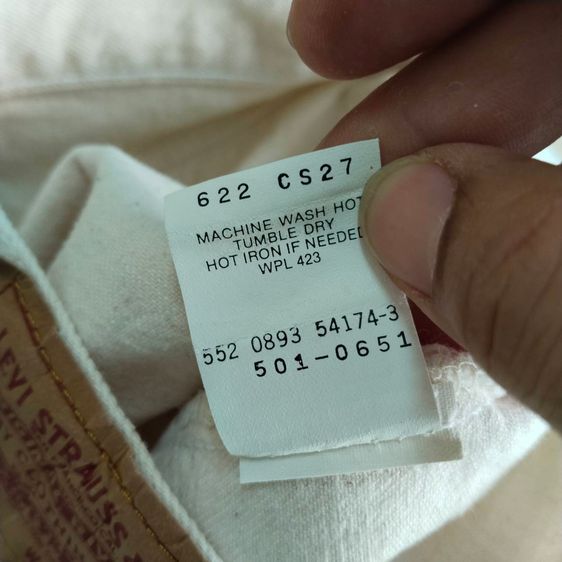 622 CS27
MACHINE WASH HOT
TUMBLE DRY
HOT IRON IF NEEDED
WPL 423
552 0893 54174-3
501-0651
LEVI STRAUSS &